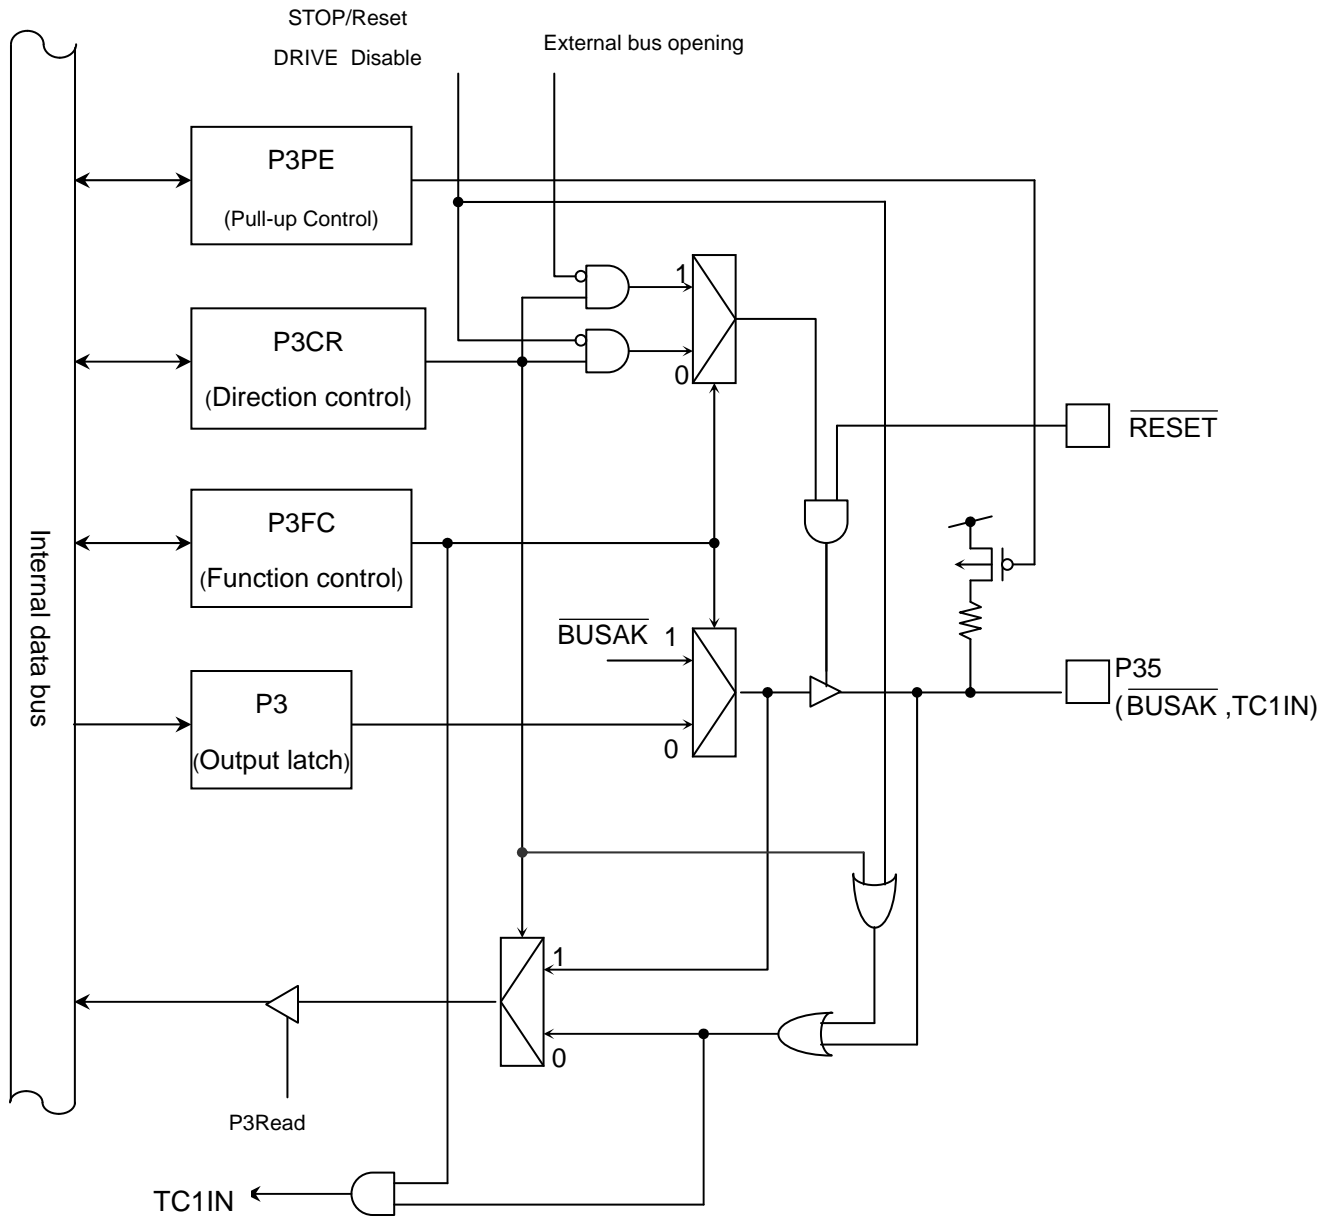 STOP/Reset
DRIVE Disable
External bus opening
P3PE
(Pull-up Control)
1
P3CR
(Direction control)
0
RESET
P3FC
(Function control)
Internal data bus
BUSAK 1
P3
(Output latch)
0
P35
(BUSAK ,TC1IN)
1
0
P3Read
TC1IN